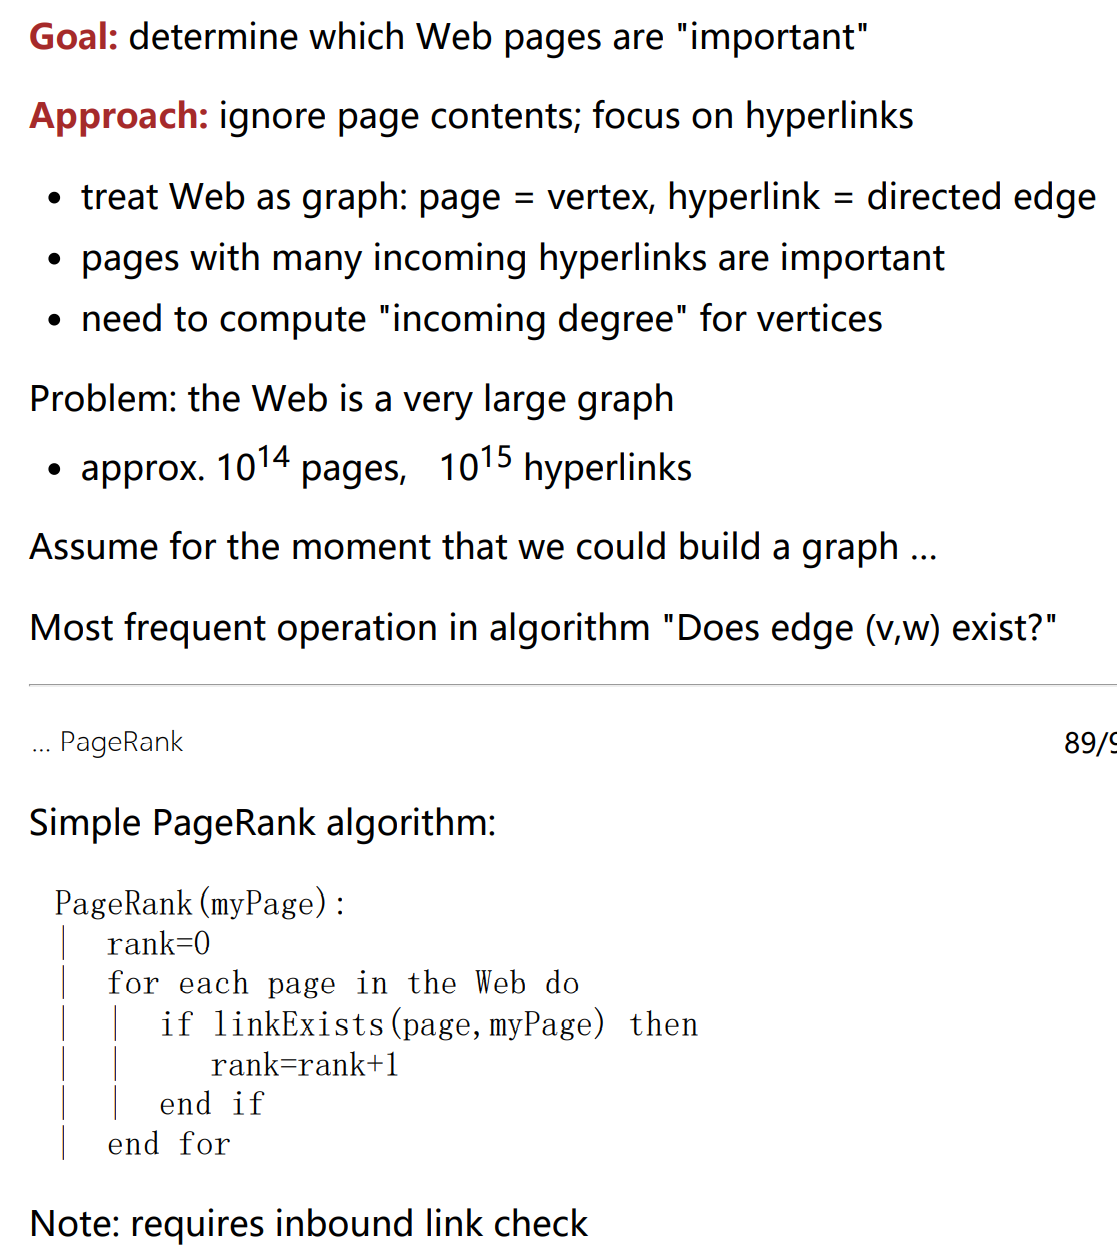 Goal: determine which Web pages are "important"
Approach: ignore page contents; focus on hyperlinks
• treat Web as graph: page = vertex, hyperlink = directed edge
• pages with many incoming hyperlinks are important
• need to compute "incoming degree" for vertices
Problem: the Web is a very large graph
• approx. 10¹⁴ pages, 10¹⁵ hyperlinks
Assume for the moment that we could build a graph ...
Most frequent operation in algorithm "Does edge (v,w) exist?"
... PageRank 89/9
Simple PageRank algorithm:
PageRank(myPage):
| rank=0
| for each page in the Web do
| | if linkExists(page,myPage) then
| | rank=rank+1
| | end if
| end for
Note: requires inbound link check